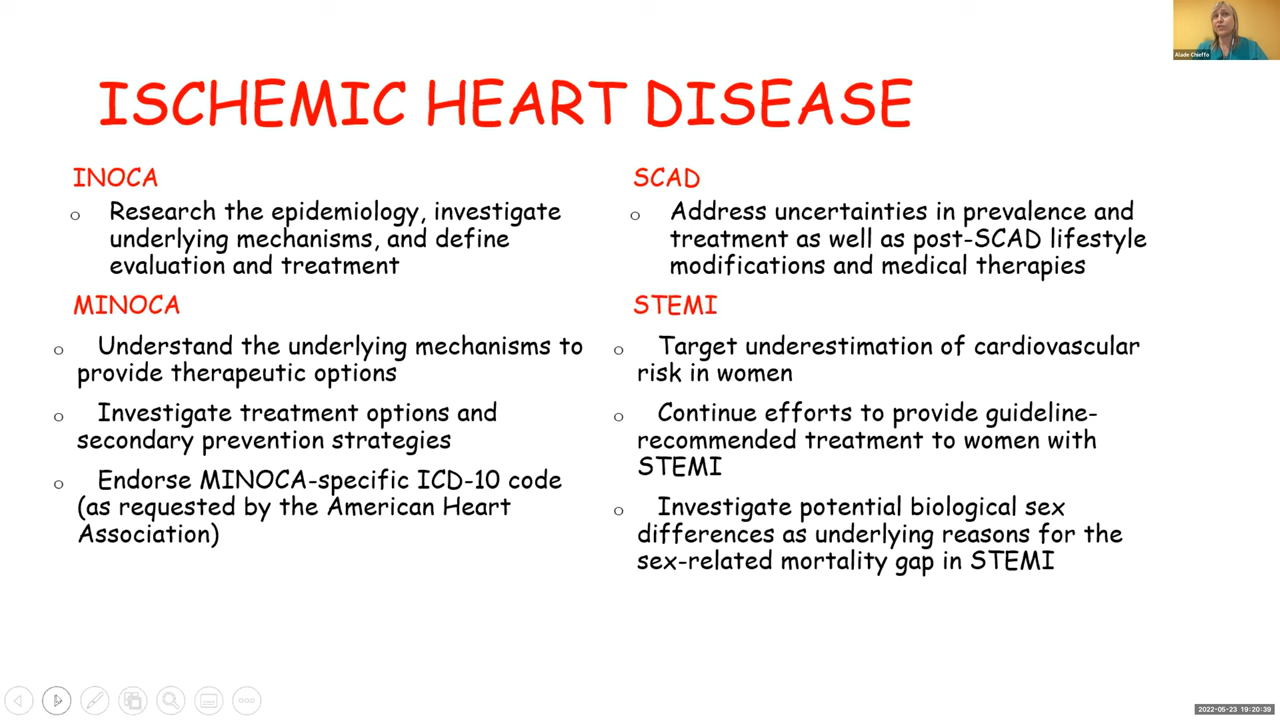 Alade Chieffo
ISCHEMIC HEART DISEASE
INOCA
o Research the epidemiology, investigate
underlying mechanisms, and define
evaluation and treatment
MINOCA
o Understand the underlying mechanisms to
provide therapeutic options
o Investigate treatment options and
secondary prevention strategies
o Endorse MINOCA-specific ICD-10 code
(as requested by the American Heart
Association)
SCAD
o Address uncertainties in prevalence and
treatment as well as post-SCAD lifestyle
modifications and medical therapies
STEMI
o Target underestimation of cardiovascular
risk in women
o Continue efforts to provide guideline-
recommended treatment to women with
STEMI
o Investigate potential biological sex
differences as underlying reasons for the
sex-related mortality gap in STEMI
2022-05-23 19:20:39